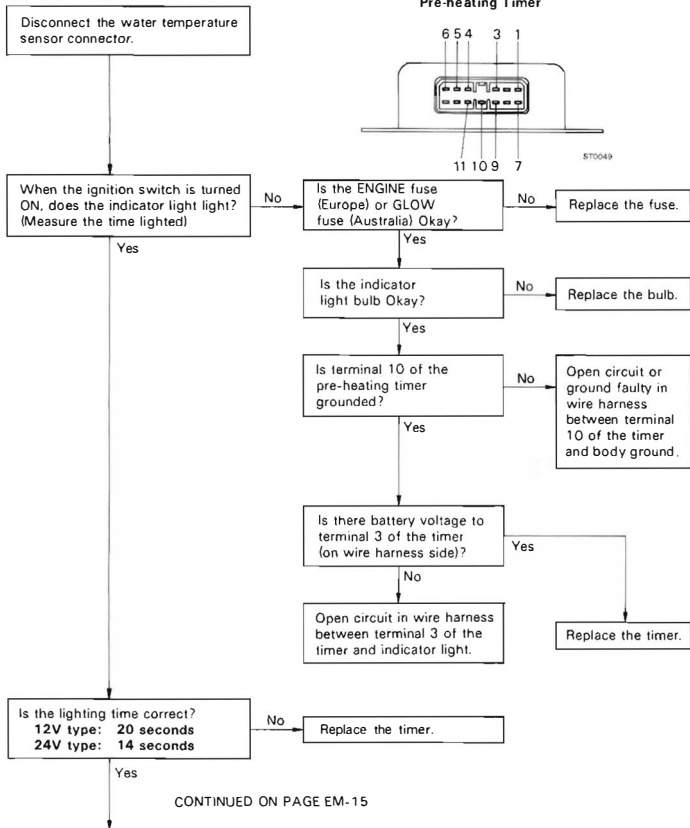 Pre-heating Timer
Disconnect the water temperature
sensor connector.
6 5 4 3 1
11 10 9 7
ST0049
When the ignition switch is turned
ON, does the indicator light light?
(Measure the time lighted)
No
Is the ENGINE fuse
(Europe) or GLOW
fuse (Australia) Okay?
No
Replace the fuse.
Yes
Yes
Is the indicator
light bulb Okay?
No
Replace the bulb.
Yes
Is terminal 10 of the
pre-heating timer
grounded?
No
Open circuit or
ground faulty in
wire harness
between terminal
10 of the timer
and body ground.
Yes
Is there battery voltage to
terminal 3 of the timer
(on wire harness side)?
Yes
No
Open circuit in wire harness
between terminal 3 of the
timer and indicator light.
Replace the timer.
Is the lighting time correct?
12V type: 20 seconds
24V type: 14 seconds
No
Replace the timer.
Yes
CONTINUED ON PAGE EM-15